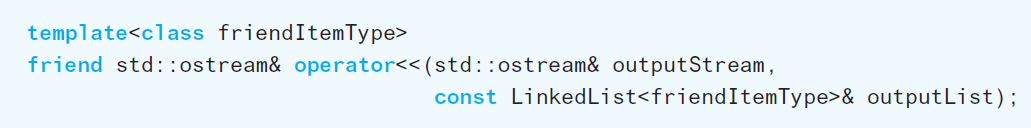 template<class friendItemType>
friend std::ostream& operator<<(std::ostream& outputStream,
const LinkedList<friendItemType>& outputList);